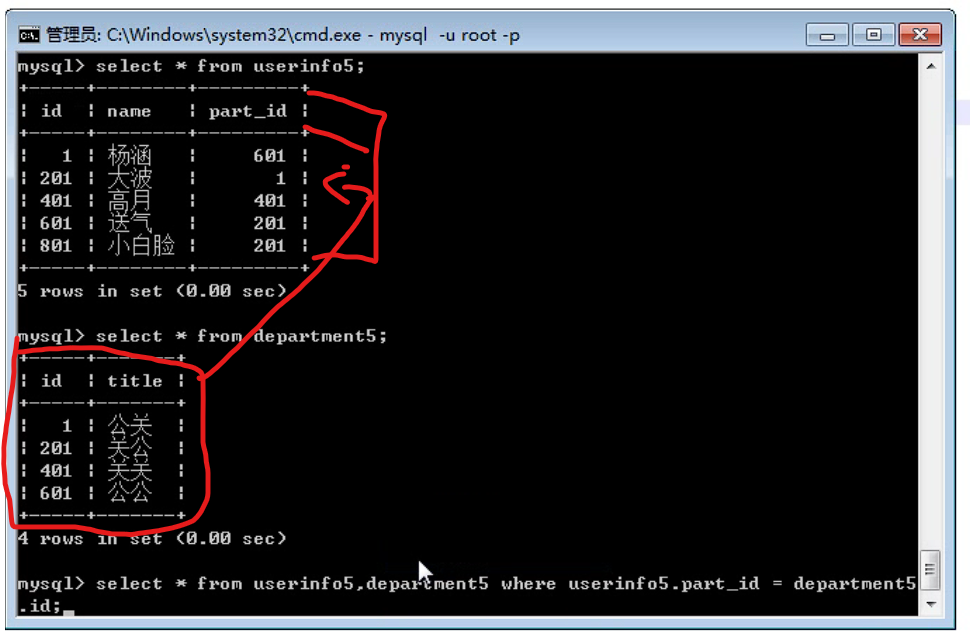 管理员: C:\Windows\system32\cmd.exe - mysql -u root -p
mysql> select * from userinfo5;
id name part_id
1 杨涵 601
201 大波 1
401 高月 401
601 送气 201
801 小白脸 201
5 rows in set (0.00 sec)
mysql> select * from department5;
id title
1 公关
201 关公
401 关关
601 公公
4 rows in set (0.00 sec)
mysql> select * from userinfo5,department5 where userinfo5.part_id = department5
.id;_